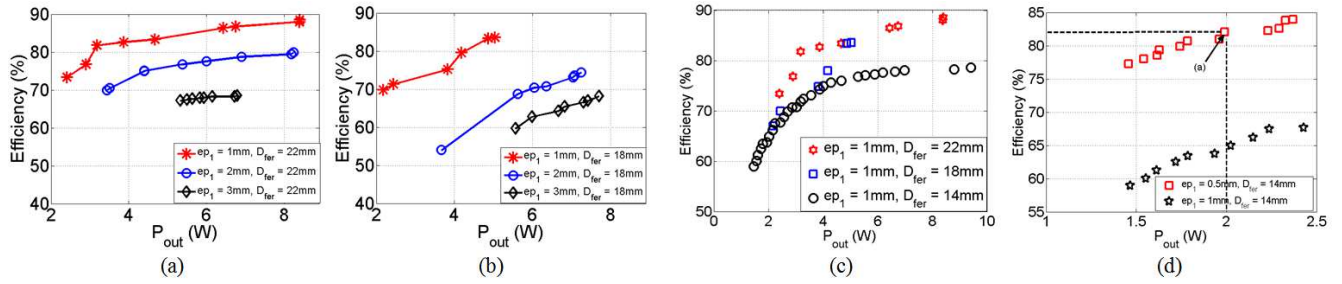 90
80
70
60
50
40
Efficiency (%)
ep1 = 1mm, Dfer = 22mm
ep1 = 2mm, Dfer = 22mm
ep1 = 3mm, Dfer = 22mm
2
4
6
8
Pout (W)
(a)
90
80
70
60
50
40
Efficiency (%)
ep1 = 1mm, Dfer = 18mm
ep1 = 2mm, Dfer = 18mm
ep1 = 3mm, Dfer = 18mm
2
4
6
8
Pout (W)
(b)
90
80
70
60
50
Efficiency (%)
ep1 = 1mm, Dfer = 22mm
ep1 = 1mm, Dfer = 18mm
ep1 = 1mm, Dfer = 14mm
0
2
4
6
8
10
Pout (W)
(c)
85
80
75
70
65
60
55
Efficiency (%)
(a)
ep1 = 0.5mm, Dfer = 14mm
ep1 = 1mm, Dfer = 14mm
1
1.5
2
2.5
Pout (W)
(d)